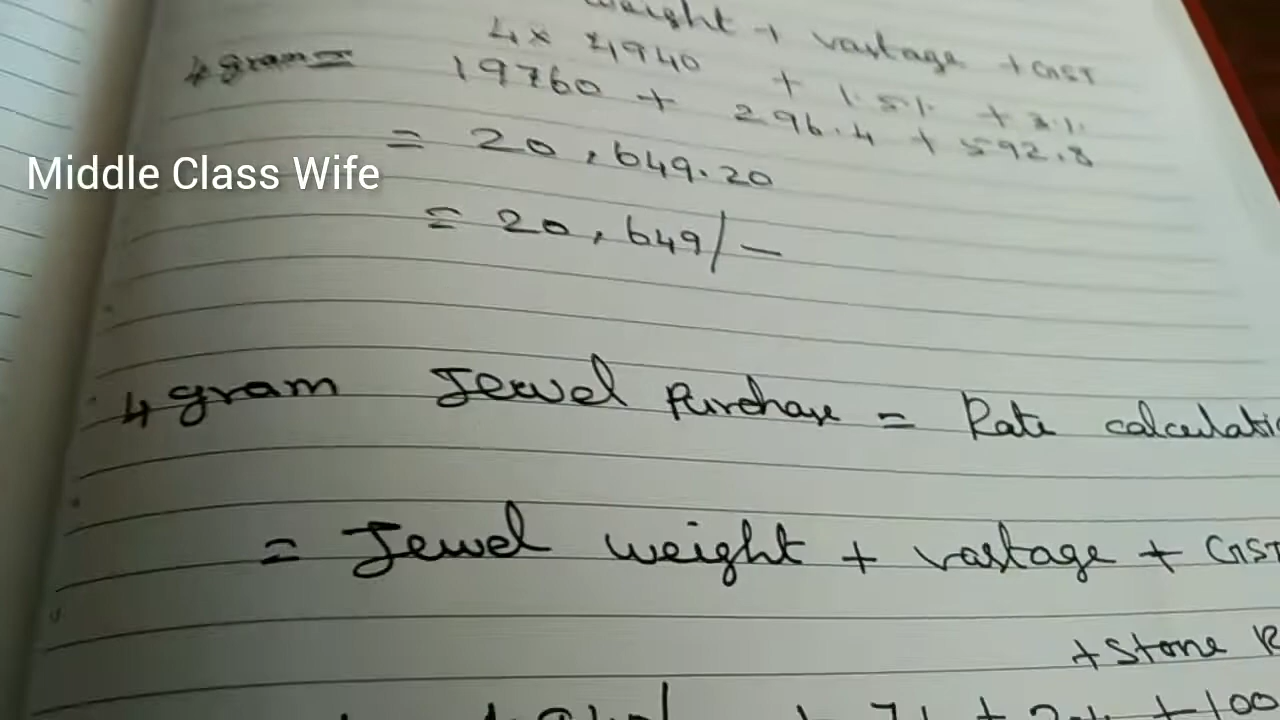 weight + vastage + GST
4 gram = 4 x 4940 + 1.5% + 3%
19760 + 296.4 + 592.8
= 20,649.20
Middle Class Wife
= 20,649/-
4 gram Jewel Purchase = Rate calculati
= Jewel weight + vastage + GST
+ Stone R
+ 100